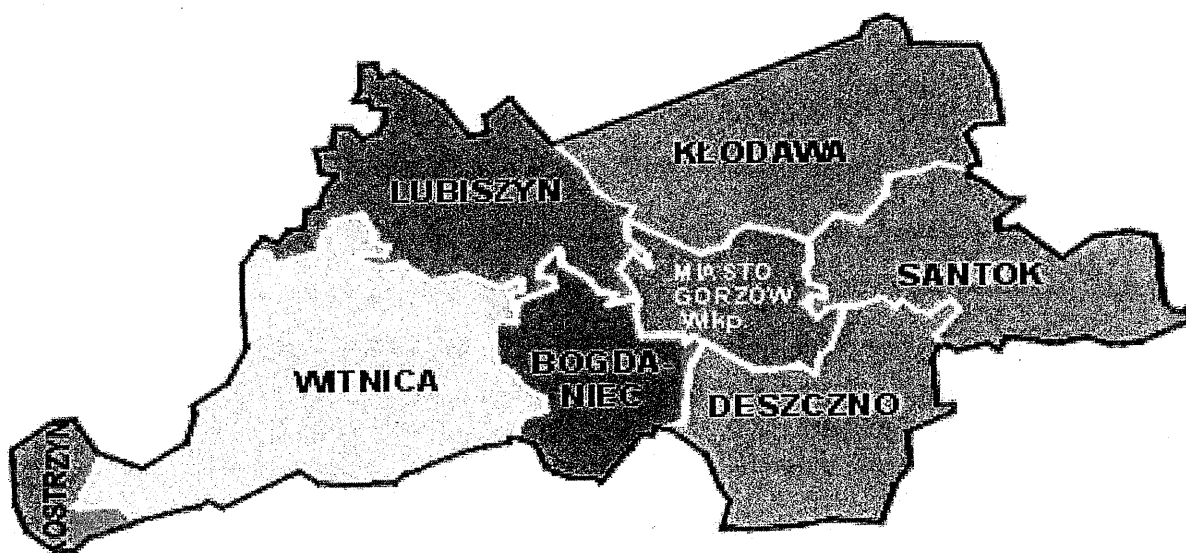 KŁODAWA
LUBISZYN
SANTOK
MIASTO
GORZÓW
Wlkp.
BOGDA-
NIEC
WITNICA
DESZCZNO
KOSTRZYN